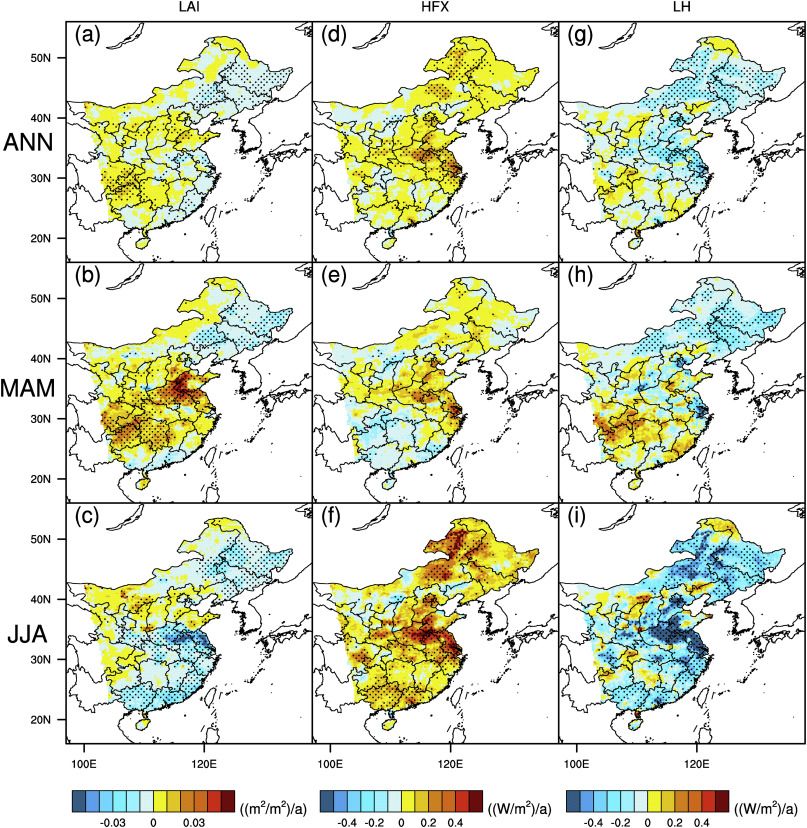 LAI HFX LH
(a) (d) (g)
50N
40N
ANN
30N
20N
(b) (e) (h)
50N
40N
MAM
30N
20N
(c) (f) (i)
50N
40N
JJA
30N
20N
100E 120E 100E 120E 100E 120E
-0.03 0 0.03 ((m²/m²)/a) -0.4 -0.2 0 0.2 0.4 ((W/m²)/a) -0.4 -0.2 0 0.2 0.4 ((W/m²)/a)